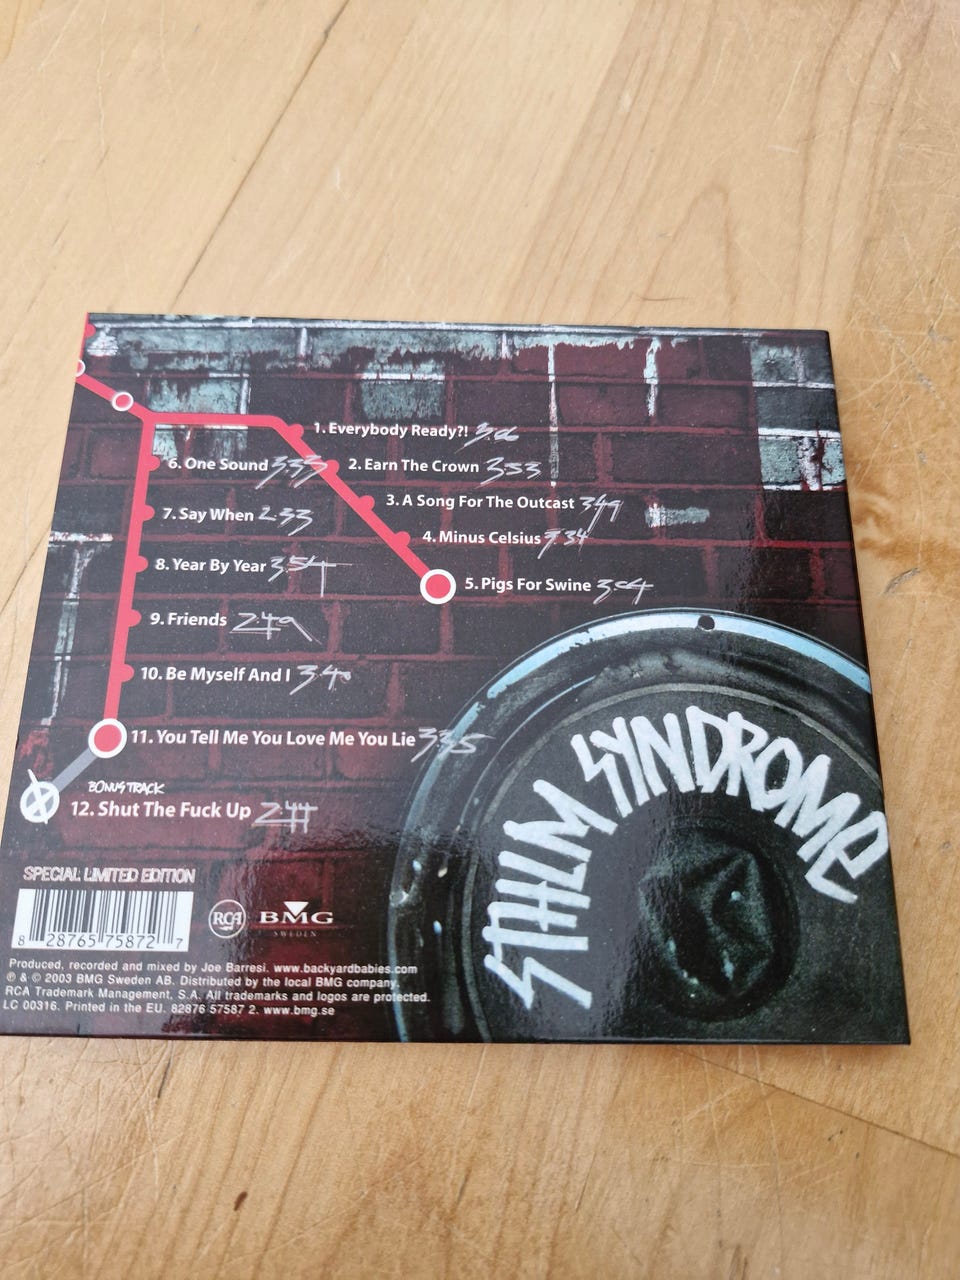 1. Everybody Ready?! 3.06
2. Earn The Crown 3:53
3. A Song For The Outcast 3:49
4. Minus Celsius 3:34
5. Pigs For Swine 3:04
6. One Sound 3:33
7. Say When 2.33
8. Year By Year 3:54
9. Friends 2.49
10. Be Myself And I 3.40
11. You Tell Me You Love Me You Lie 3.35
BONUS TRACK
12. Shut The Fuck Up 2:44
STHLM SYNDROME
SPECIAL LIMITED EDITION
8 28765 75872 7
RCA
BMG
SWEDEN
Produced, recorded and mixed by Joe Barresi. www.backyardbabies.com
℗ & © 2003 BMG Sweden AB. Distributed by the local BMG company.
RCA Trademark Management, S.A. All trademarks and logos are protected.
LC 00316. Printed in the EU. 82876 57587 2. www.bmg.se